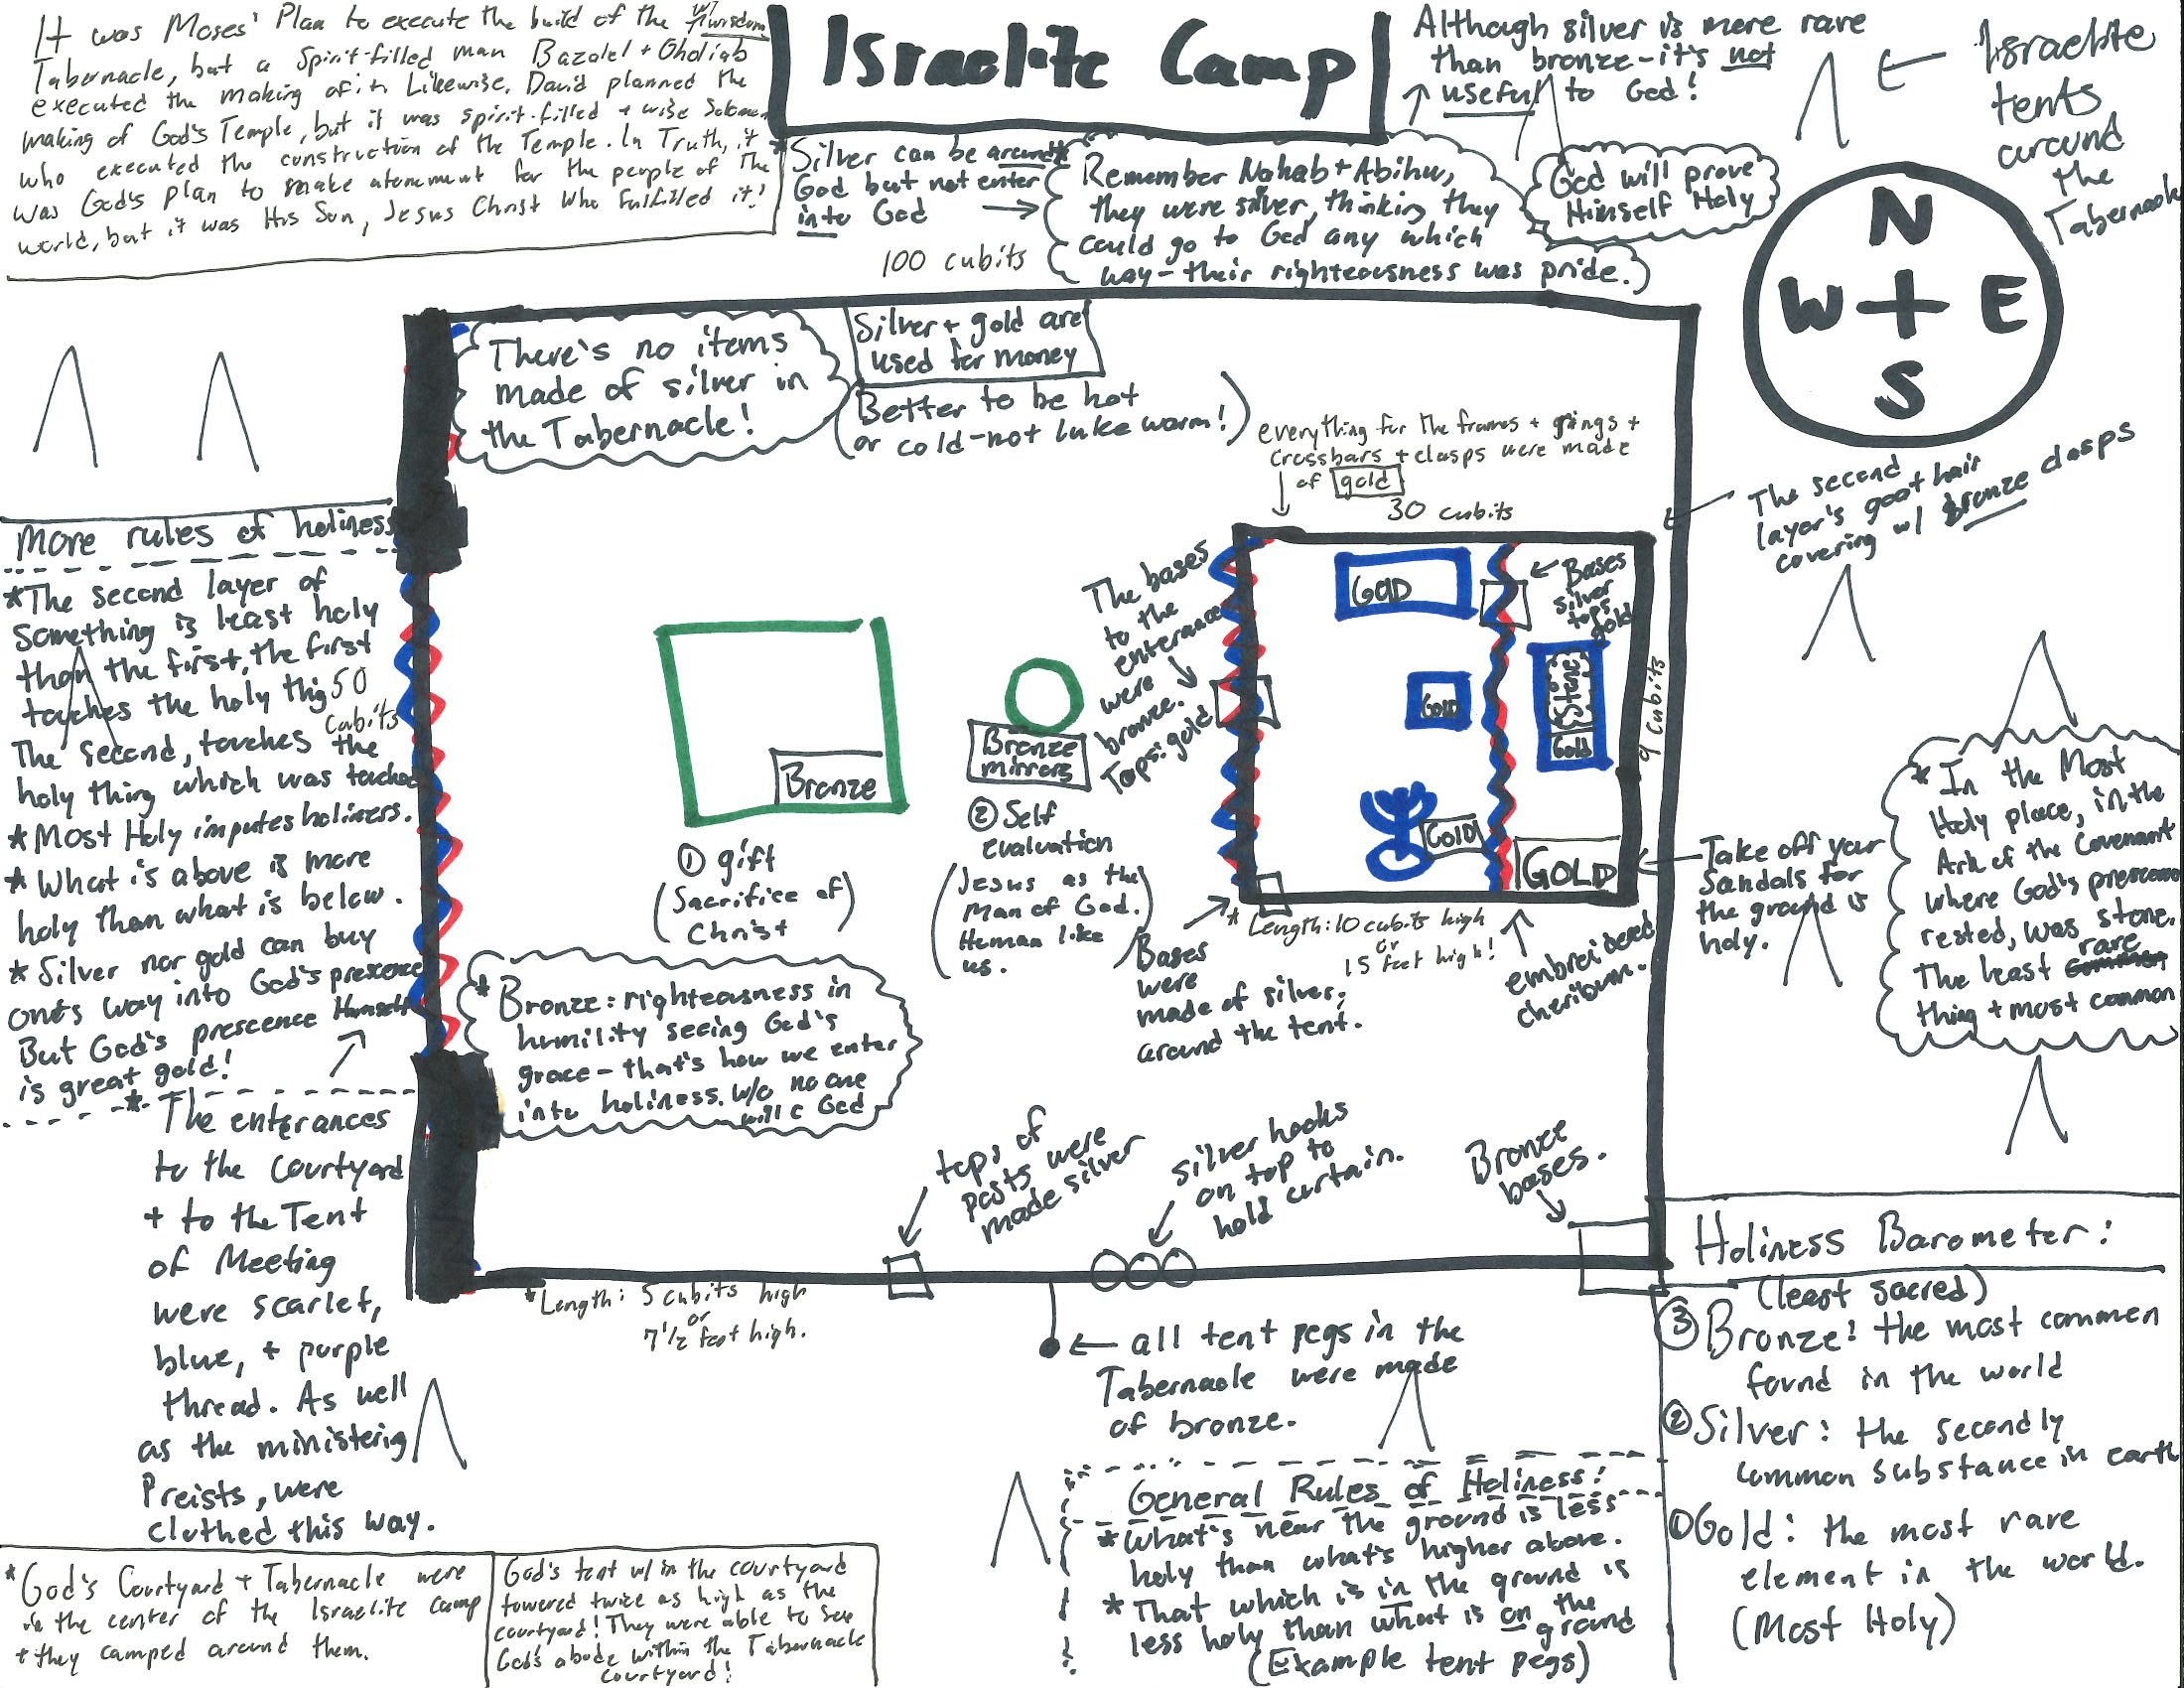 It was Moses' Plan to execute the build of the
w/ wisdom
Tabernacle, but a Spirit-filled man Bazalel + Oholiab
executed the making of it. Likewise, David planned the
making of God's Temple, but it was spirit-filled + wise Solomon
who executed the construction of the Temple. In Truth, it
was God's plan to make atonement for the people of the
world, but it was His Son, Jesus Christ who fulfilled it!
Israelite Camp
Although silver is more rare
than bronze-it's not
useful to God!
Israelite
tents
around
the
Tabernacle
* Silver can be around
God but not enter
into God
Remember Nahab + Abihu,
they were silver, thinking they
could go to God any which
way - their righteousness was pride.
God will prove
Himself Holy
N
W E
S
100 cubits
There's no items
made of silver in
the Tabernacle!
Silver + gold are
used for money
Better to be hot
or cold-not luke warm!
everything for the frames + rings +
crossbars + clasps were made
of gold
30 cubits
The second
layer's goat hair
covering w/ Bronze clasps
More rules of holiness
*The second layer of
something is least holy
than the first, the first
touches the holy thig
The second, touches the
holy thing which was touched
* Most Holy imputes holiness.
* What is above is more
holy than what is below.
* Silver nor gold can buy
one's way into God's presence
But God's prescence Himself
is great gold!
50
cubits
* The enterances
to the Courtyard
+ to the Tent
of Meeting
were scarlet,
blue, + purple
thread. As well
as the ministerig
Preists, were
clothed this way.
Bronze
① gift
(Sacrifice of
Christ)
Bronze
mirrors
② Self
evaluation
(Jesus as the
Man of God.
Human like
us.)
The bases
to the
enterance
were
bronze.
Tops: gold
GOLD
Gold
Gold
Bases
silver
tops
gold
Stone
Gold
GOLD
9 cubits
* Length: 10 cubits high
or
15 feet high!
Bases
were
made of silver;
around the tent.
embroidered
cheribum.
Take off your
Sandals for
the ground is
holy.
* In the Most
Holy place, in the
Ark of the Covenant
where God's prescence
rested, was stone.
The least common rare
thing + most common
* Bronze: righteousness in
humility seeing God's
grace - that's how we enter
into holiness. w/o no one
will c God
tops of
posts were
made silver
silver hooks
on top to
hold curtain.
Bronze
bases.
*Length: 5 cubits high
or
7 1/2 feet high.
all tent pegs in the
Tabernacle were made
of bronze.
Holiness Barometer:
(least sacred)
③ Bronze: the most common
found in the world
② Silver: the secondly
common substance in earth
① Gold: the most rare
element in the world.
(Most Holy)
General Rules of Holiness:
* What's near the ground is less
holy than what's higher above.
* That which is in the ground is
less holy than what is on the
ground
(Example tent pegs)
* God's Courtyard + Tabernacle were
in the center of the Israelite camp
+ they camped around them.
God's tent w/in the courtyard
towered twice as high as the
courtyard! They were able to see
God's abode within the Tabernacle
courtyard!